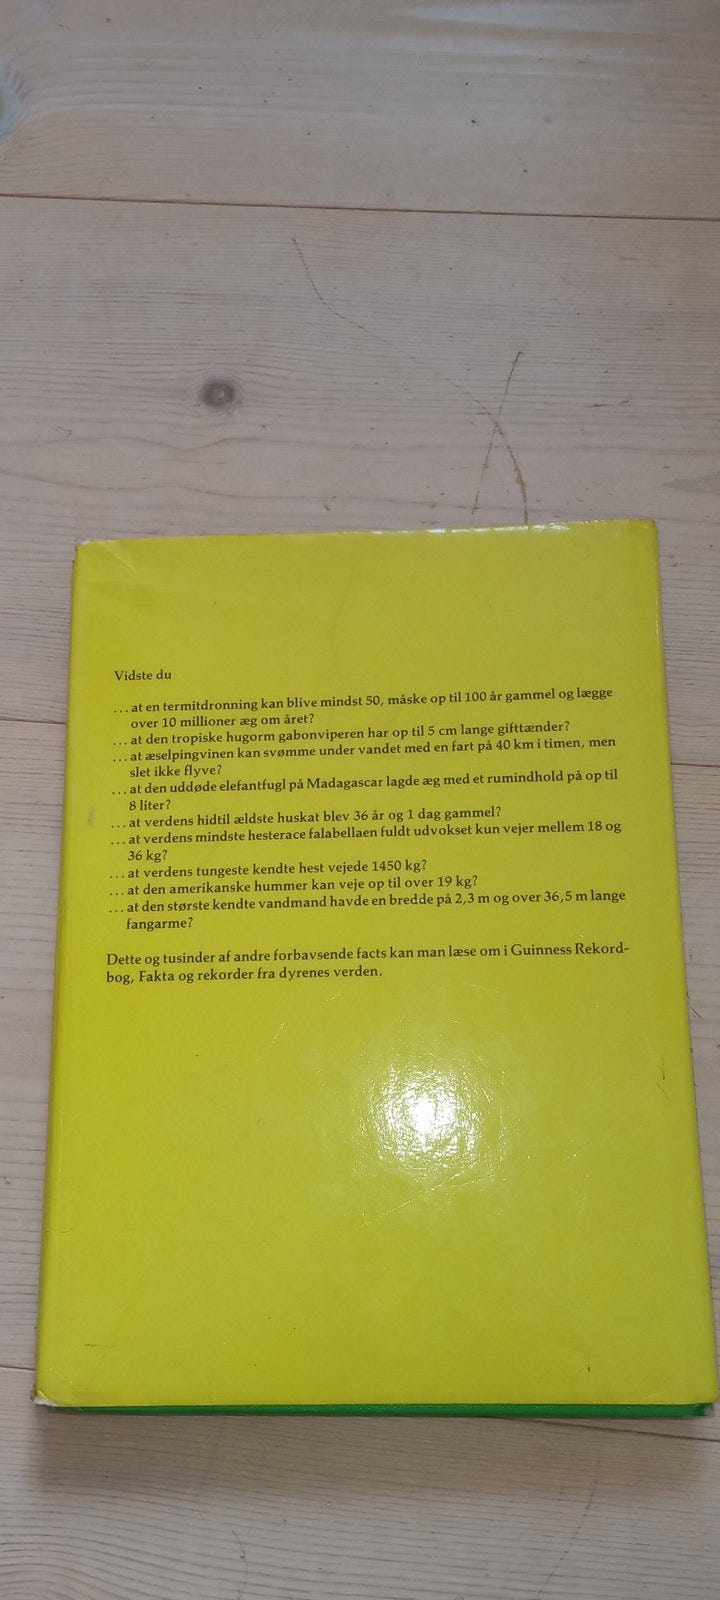 Vidste du
... at en termitdronning kan blive mindst 50, måske op til 100 år gammel og lægge
over 10 millioner æg om året?
... at den tropiske hugorm gabonviperen har op til 5 cm lange gifttænder?
... at æselpingvinen kan svømme under vandet med en fart på 40 km i timen, men
slet ikke flyve?
... at den uddøde elefantfugl på Madagascar lagde æg med et rumindhold på op til
8 liter?
... at verdens hidtil ældste huskat blev 36 år og 1 dag gammel?
... at verdens mindste hesterace falabellaen fuldt udvokset kun vejer mellem 18 og
36 kg?
... at verdens tungeste kendte hest vejede 1450 kg?
... at den amerikanske hummer kan veje op til over 19 kg?
... at den største kendte vandmand havde en bredde på 2,3 m og over 36,5 m lange
fangarme?
Dette og tusinder af andre forbavsende facts kan man læse om i Guinness Rekord-
bog, Fakta og rekorder fra dyrenes verden.